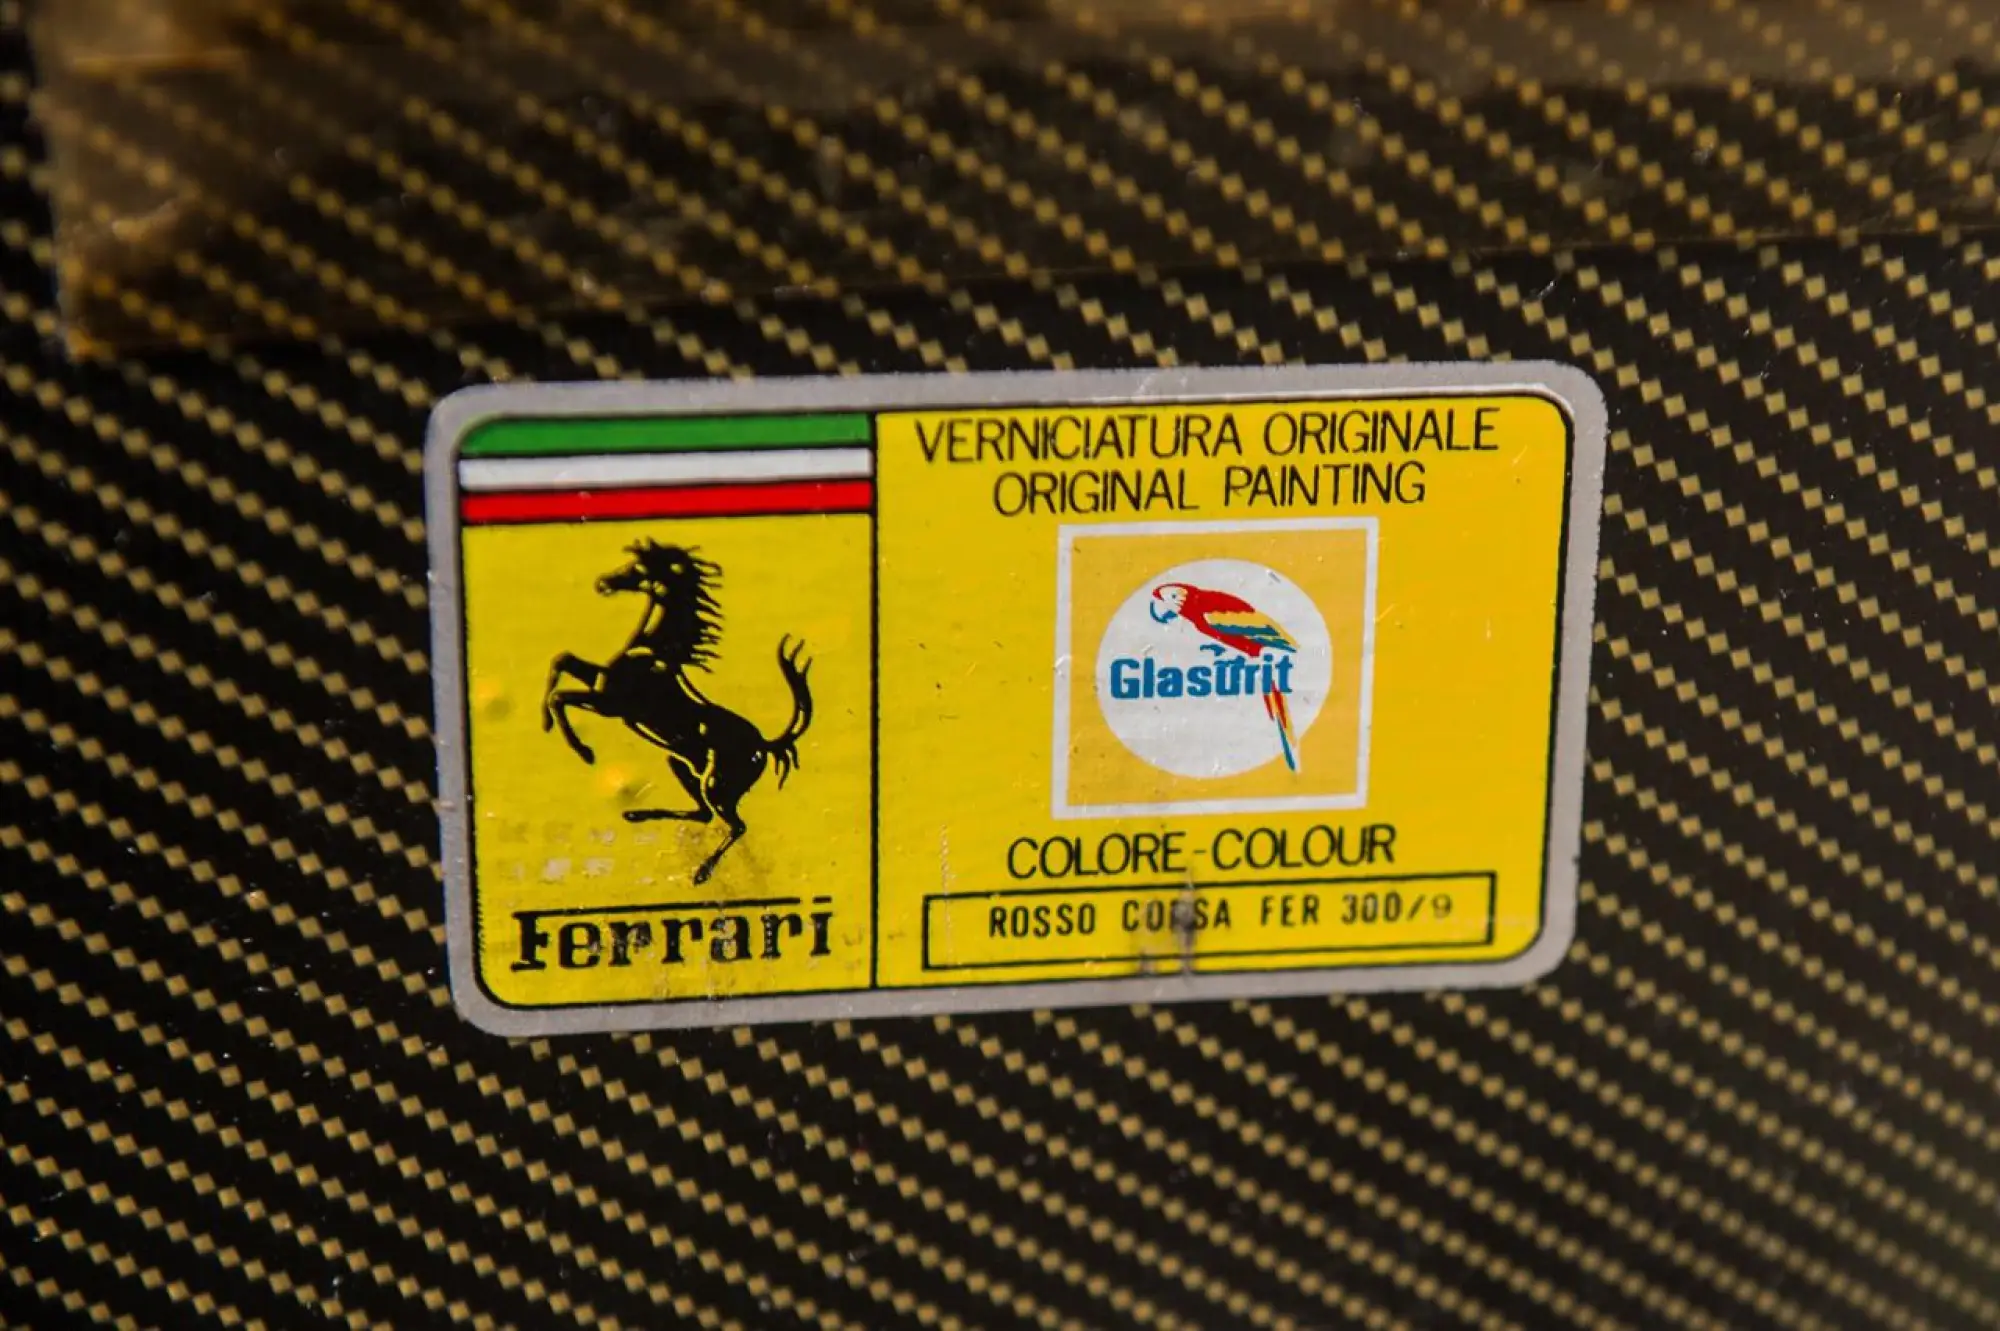 VERNICIATURA ORIGINALE
ORIGINAL PAINTING
Glasurit
COLORE-COLOUR
ROSSO CORSA FER 300/9
Ferrari